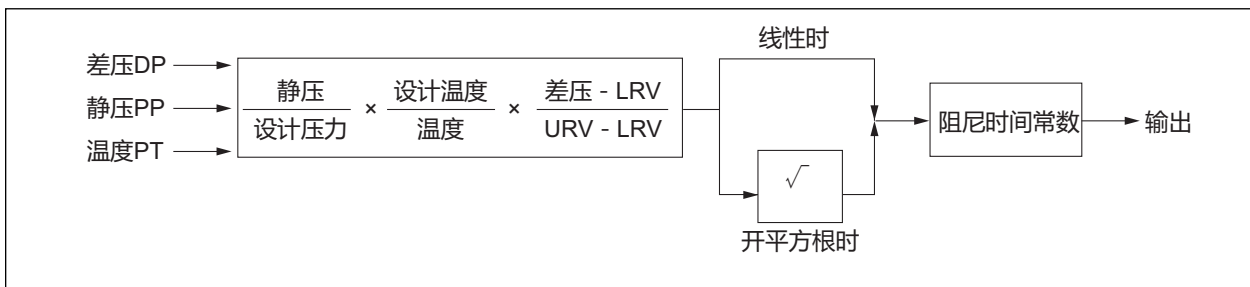 线性时
差压DP
静压PP
温度PT
静压 设计温度 差压 - LRV
× ×
设计压力 温度 URV - LRV
阻尼时间常数
输出
√
开平方根时